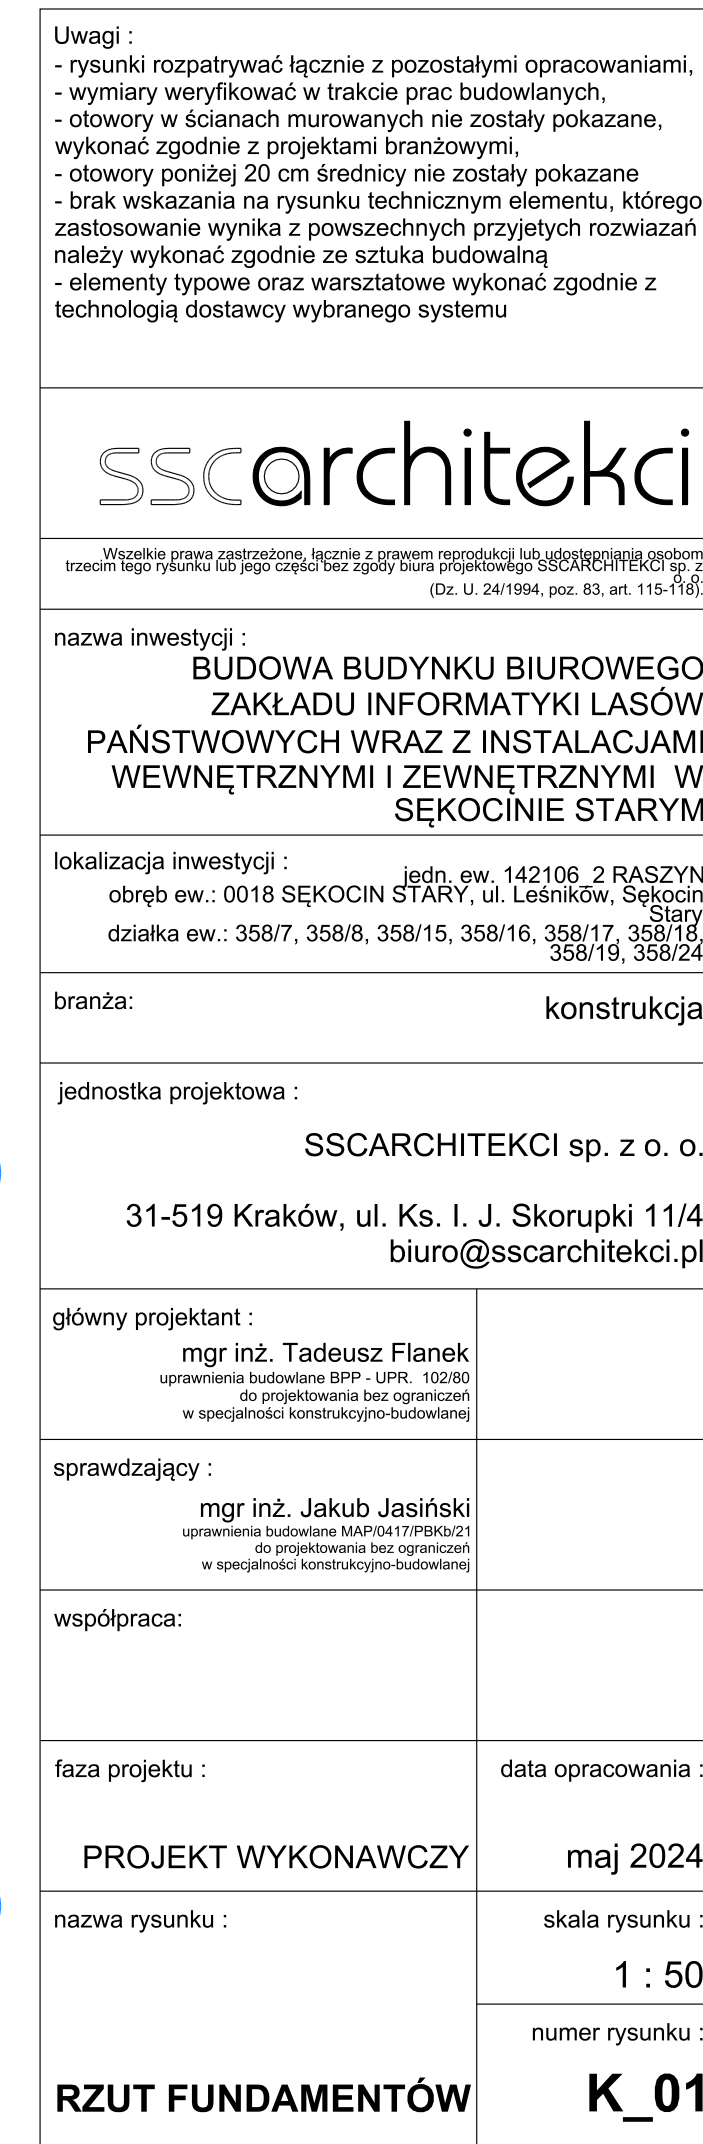 Uwagi :
- rysunki rozpatrywać łącznie z pozostałymi opracowaniami,
- wymiary weryfikować w trakcie prac budowlanych,
- otowory w ścianach murowanych nie zostały pokazane,
wykonać zgodnie z projektami branżowymi,
- otowory poniżej 20 cm średnicy nie zostały pokazane
- brak wskazania na rysunku technicznym elementu, którego
zastosowanie wynika z powszechnych przyjetych rozwiazań
należy wykonać zgodnie ze sztuka budowalną
- elementy typowe oraz warsztatowe wykonać zgodnie z
technologią dostawcy wybranego systemu
sscarchitekci
Wszelkie prawa zastrzeżone, łącznie z prawem reprodukcji lub udostępniania osobom
trzecim tego rysunku lub jego części bez zgody biura projektowego SSCARCHITEKCI sp. z
o. o.
(Dz. U. 24/1994, poz. 83, art. 115-118).
nazwa inwestycji :
BUDOWA BUDYNKU BIUROWEGO
ZAKŁADU INFORMATYKI LASÓW
PAŃSTWOWYCH WRAZ Z INSTALACJAMI
WEWNĘTRZNYMI I ZEWNĘTRZNYMI W
SĘKOCINIE STARYM
lokalizacja inwestycji :
jedn. ew. 142106_2 RASZYN
obręb ew.: 0018 SĘKOCIN STARY, ul. Leśników, Sękocin
Stary
działka ew.: 358/7, 358/8, 358/15, 358/16, 358/17, 358/18,
358/19, 358/24
branża:
konstrukcja
jednostka projektowa :
SSCARCHITEKCI sp. z o. o.
31-519 Kraków, ul. Ks. I. J. Skorupki 11/4
biuro@sscarchitekci.pl
główny projektant :
mgr inż. Tadeusz Flanek
uprawnienia budowlane BPP - UPR. 102/80
do projektowania bez ograniczeń
w specjalności konstrukcyjno-budowlanej
sprawdzający :
mgr inż. Jakub Jasiński
uprawnienia budowlane MAP/0417/PBKb/21
do projektowania bez ograniczeń
w specjalności konstrukcyjno-budowlanej
współpraca:
faza projektu :
PROJEKT WYKONAWCZY
data opracowania :
maj 2024
nazwa rysunku :
RZUT FUNDAMENTÓW
skala rysunku :
1 : 50
numer rysunku :
K_01